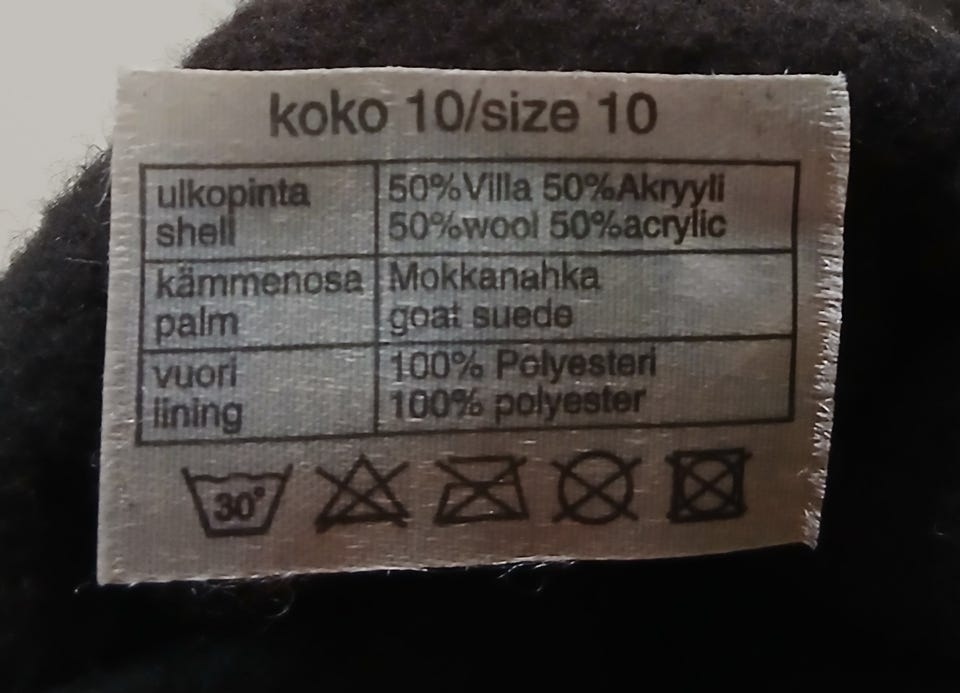 koko 10/size 10
ulkopinta 50%Villa 50%Akryyli
shell 50%wool 50%acrylic
kämmenosa Mokkanahka
palm goat suede
vuori 100% Polyesteri
lining 100% polyester
30°